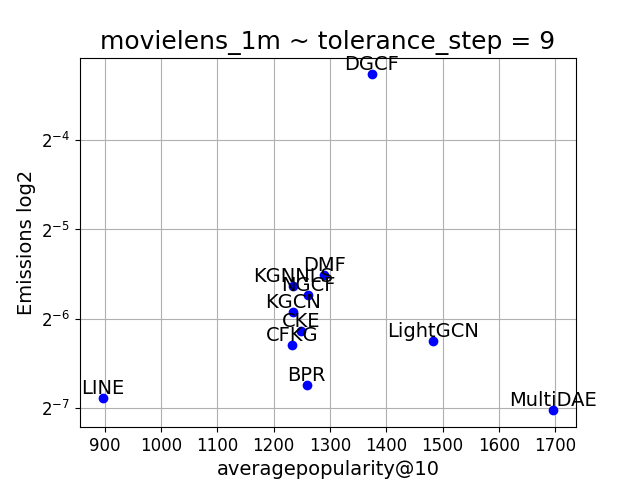 movielens_1m ~ tolerance_step = 9
DGCF
2⁻⁴
Emissions log2
2⁻⁵
DMF
KGNNLS
NGCF
KGCN
2⁻⁶
CKE
LightGCN
CFKG
BPR
LINE
MultiDAE
2⁻⁷
900 1000 1100 1200 1300 1400 1500 1600 1700
averagepopularity@10